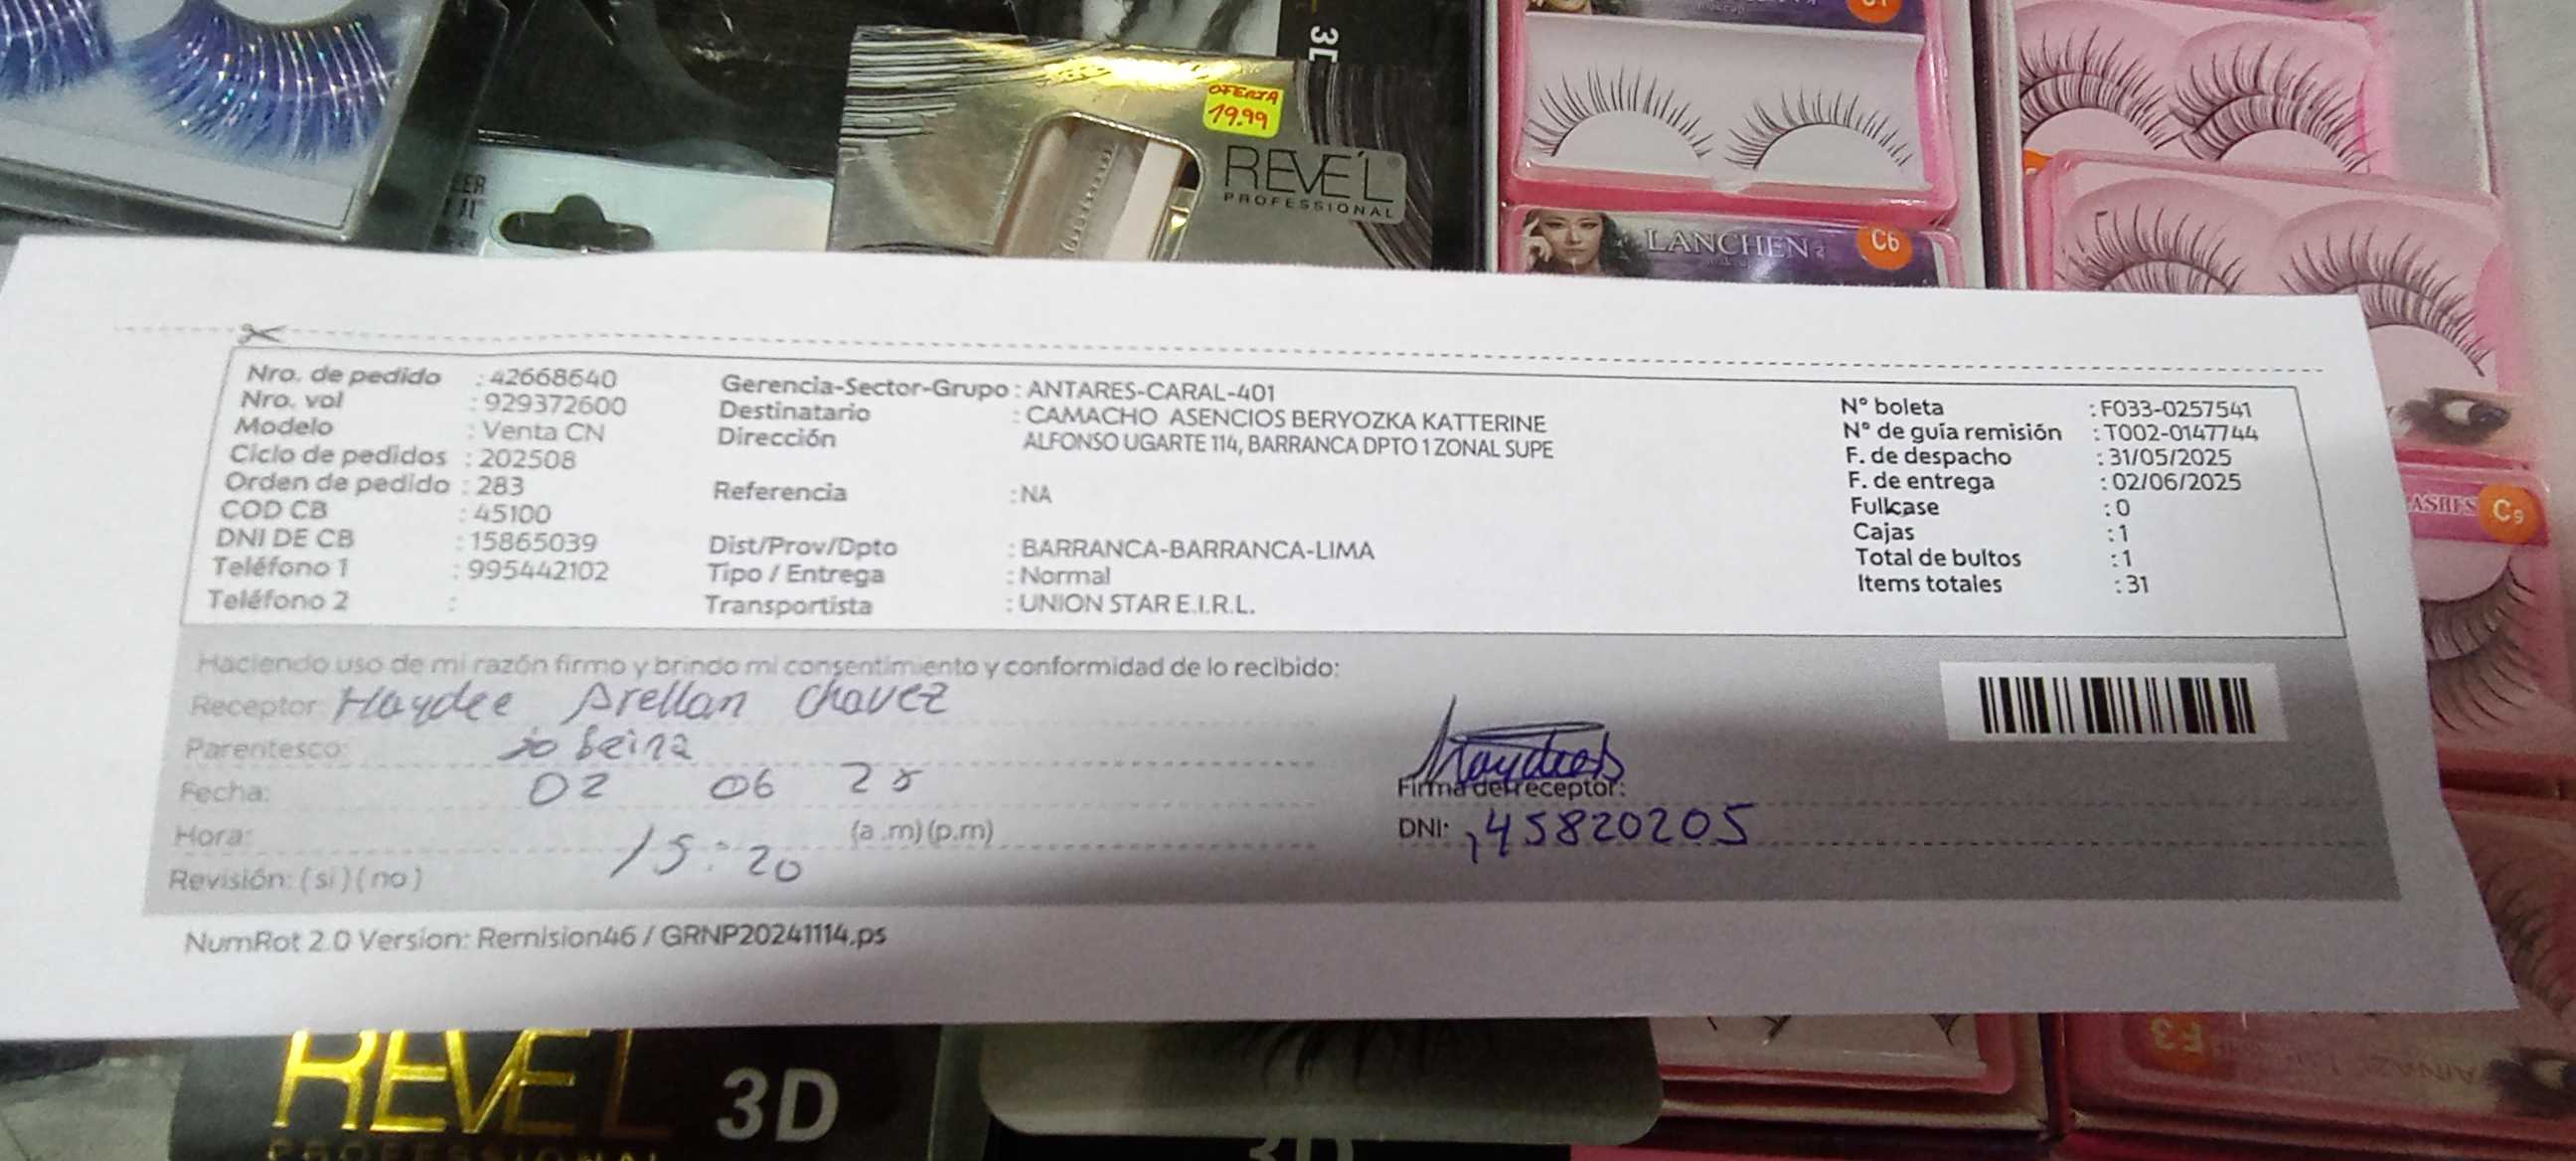 3D
OFERTA
19.99
REVEL
PROFESSIONAL
LANCHEN
C6
C9
Nro. de pedido : 42668640
Nro. vol : 929372600
Modelo : Venta CN
Ciclo de pedidos : 202508
Orden de pedido : 283
COD CB : 45100
DNI DE CB : 15865039
Teléfono 1 : 995442102
Teléfono 2 :
Gerencia-Sector-Grupo : ANTARES-CARAL-401
Destinatario : CAMACHO ASENCIOS BERYOZKA KATTERINE
Dirección ALFONSO UGARTE 114, BARRANCA DPTO 1 ZONAL SUPE
Referencia : NA
Dist/Prov/Dpto : BARRANCA-BARRANCA-LIMA
Tipo / Entrega : Normal
Transportista : UNION STAR E.I.R.L.
N° boleta : F033-0257541
N° de guía remisión : T002-0147744
F. de despacho : 31/05/2025
F. de entrega : 02/06/2025
Fullcase : 0
Cajas : 1
Total de bultos : 1
Items totales : 31
Haciendo uso de mi razón firmo y brindo mi consentimiento y conformidad de lo recibido:
Receptor: Haydee Arellan Chavez
Parentesco:
Fecha: 02 06 25
Hora: 15:20 (a.m)(p.m)
Revisión: (si)(no)
Firma del receptor:
DNI: 45820205
NumRot 2.0 Version: Remision46 / GRNP20241114.ps
F3
REVEL
PROFESSIONAL
3D
3D